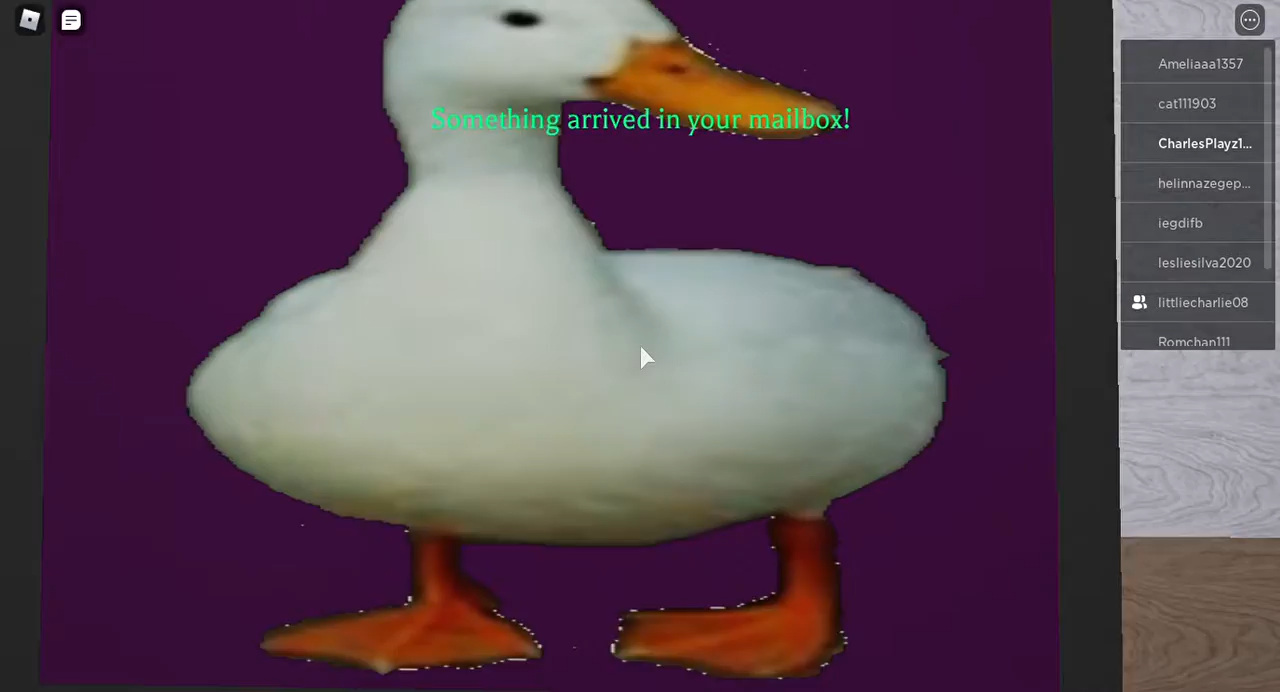 Something arrived in your mailbox!
Ameliaaa1357
cat111903
CharlesPlayz1...
helinnazegep...
iegdifb
lesliesilva2020
littliecharlie08
Romchan111